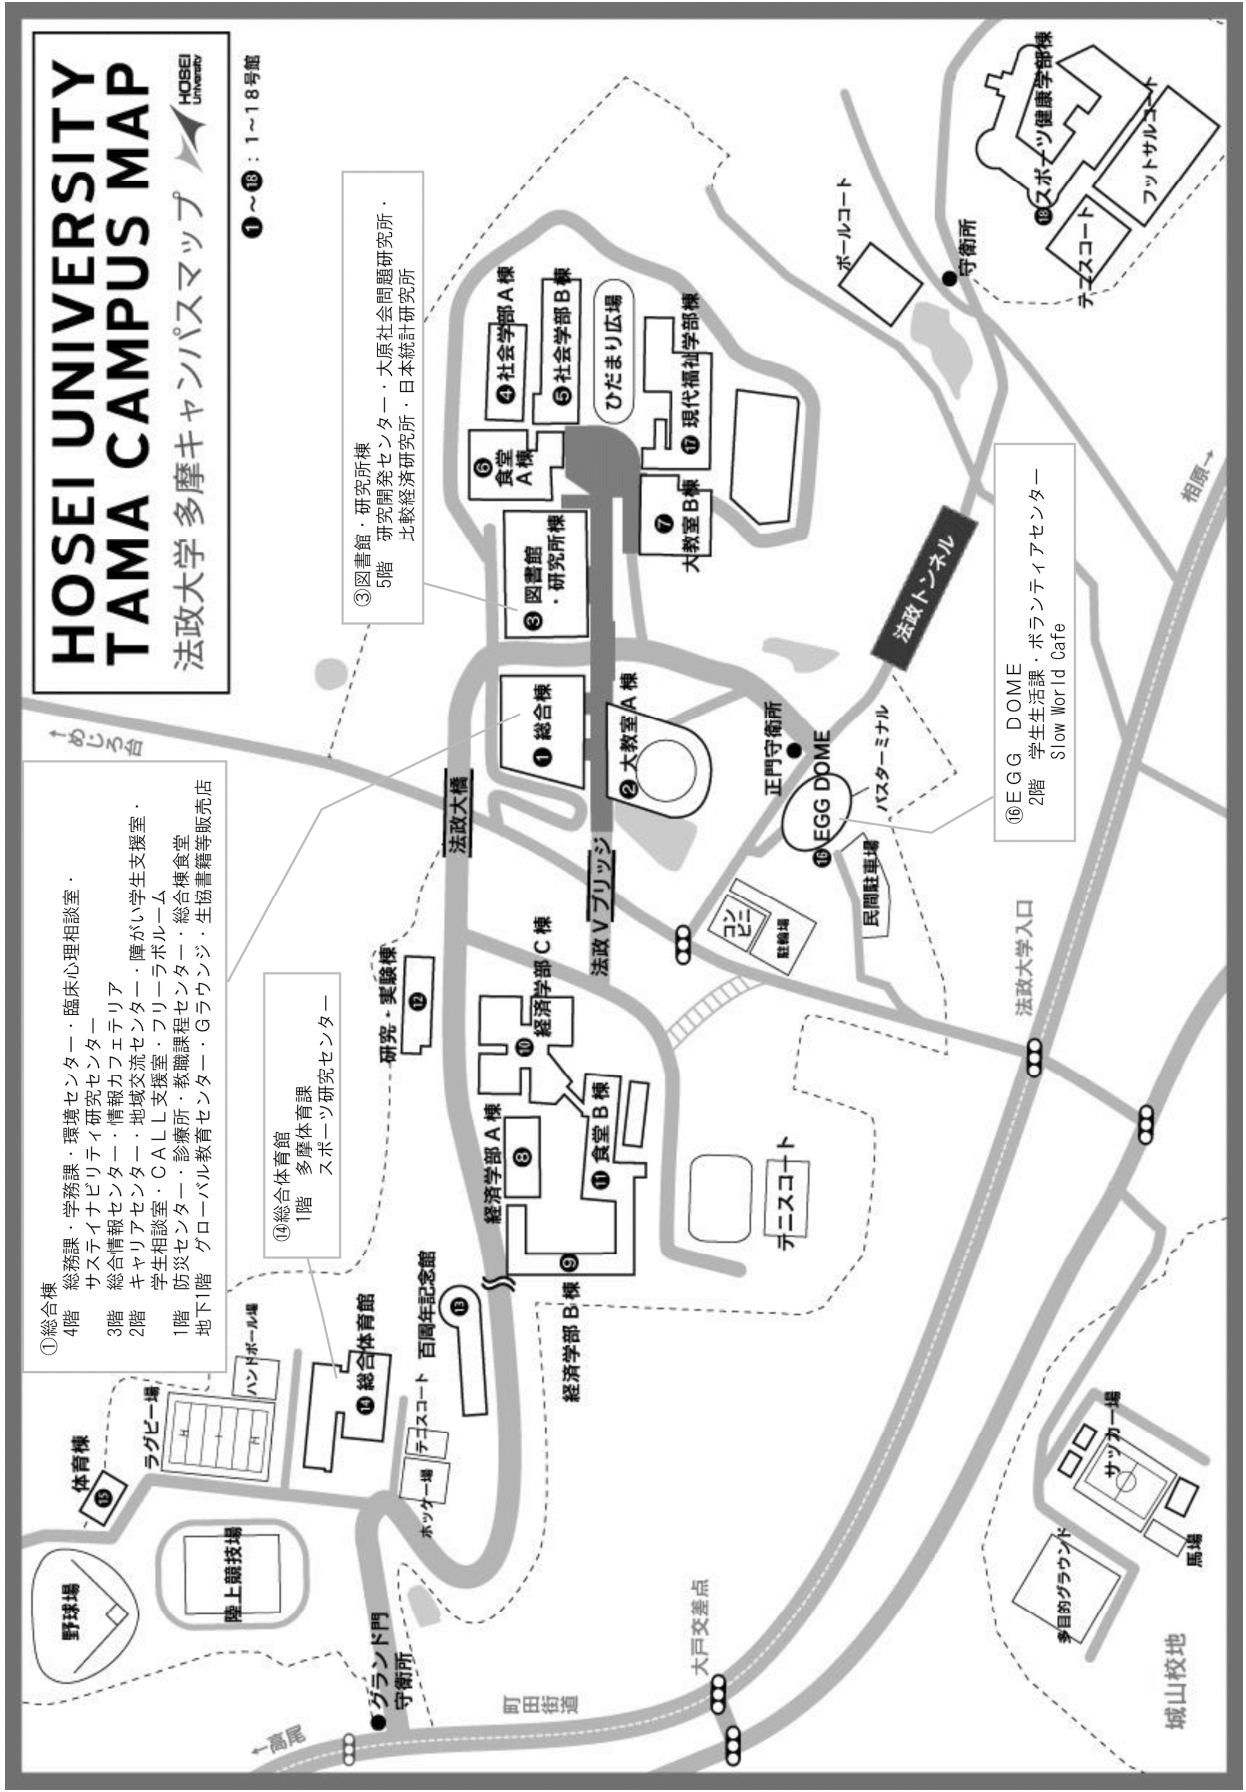 HOSEI UNIVERSITY
TAMA CAMPUS MAP
法政大学 多摩キャンパスマップ
HOSEI
University
❶～⓲：1～18号館
①総合棟
4階 総務課・学務課・環境センター・臨床心理相談室・
サステイナビリティ研究センター
3階 総合情報センター・情報カフェテリア
2階 キャリアセンター・地域交流センター・障がい学生支援室・
学生相談室・CALL支援室・フリーラボルーム
1階 防災センター・診療所・教職課程センター・総合棟食堂
地下1階 グローバル教育センター・Gラウンジ・生協書籍等販売店
③図書館・研究所棟
5階 研究開発センター・大原社会問題研究所・
比較経済研究所・日本統計研究所
⑭総合体育館
1階 多摩体育課
スポーツ研究センター
⑯EGG DOME
2階 学生生活課・ボランティアセンター
Slow World Cafe
↑めじろ台
野球場
体育棟
⓯
ラグビー場
ハンドボール場
陸上競技場
⓮総合体育館
グランド門
守衛所
ホッケー場
テニスコート
百周年記念館
⓭
研究・実験棟
⓬
法政大橋
❶総合棟
❷大教室A棟
❸図書館
・研究所棟
❹社会学部A棟
❺社会学部B棟
❻
食堂
A棟
ひだまり広場
❼
大教室B棟
⓱現代福祉学部棟
法政Vブリッジ
経済学部A棟
❽
経済学部B棟
❾
経済学部C棟
❿
⓫食堂B棟
テニスコート
コン
ビニ
駐輪場
民間駐車場
⓰EGG DOME
正門守衛所
バスターミナル
法政トンネル
ボールコート
守衛所
⓲スポーツ健康学部棟
フットサルコート
テニスコート
相原→
法政大学入口
大戸交差点
町田街道
←高尾
サッカー場
馬場
多目的グラウンド
城山校地